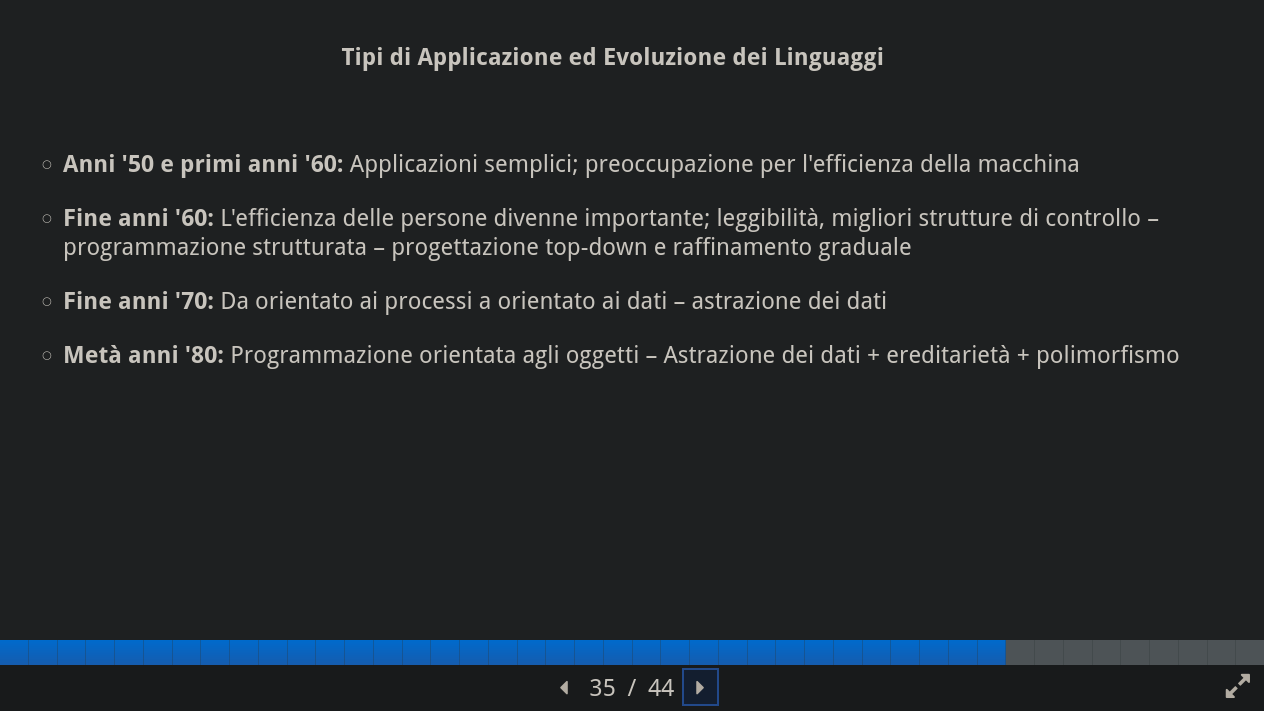 Tipi di Applicazione ed Evoluzione dei Linguaggi
Anni '50 e primi anni '60: Applicazioni semplici; preoccupazione per l'efficienza della macchina
Fine anni '60: L'efficienza delle persone divenne importante; leggibilità, migliori strutture di controllo –
programmazione strutturata – progettazione top-down e raffinamento graduale
Fine anni '70: Da orientato ai processi a orientato ai dati – astrazione dei dati
Metà anni '80: Programmazione orientata agli oggetti – Astrazione dei dati + ereditarietà + polimorfismo
35 / 44